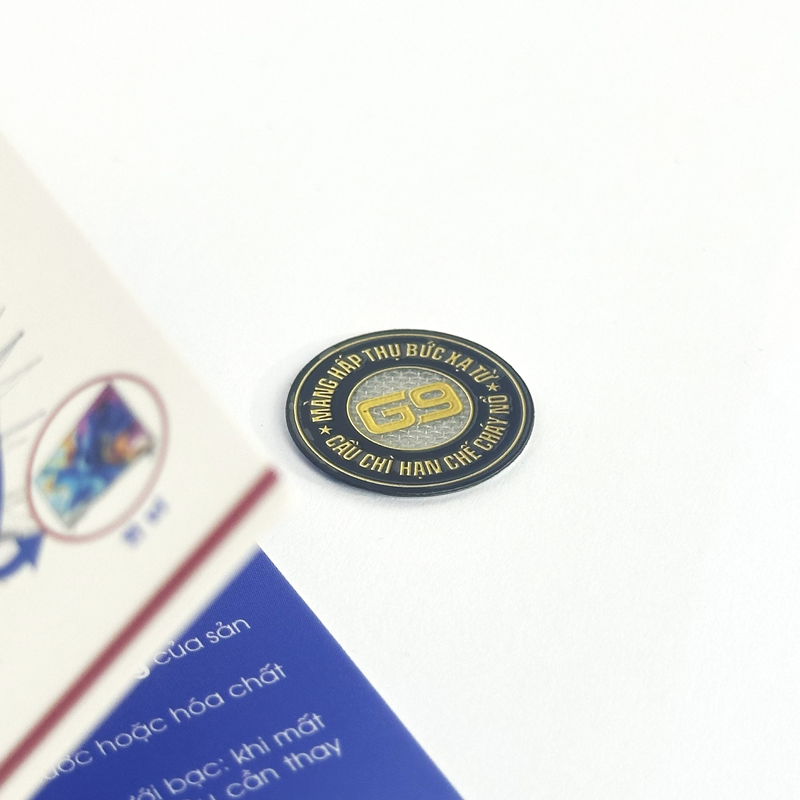 MÀNG HẤP THỤ BỨC XẠ TỪ
G9
CẦU CHÌ HẠN CHẾ CHÁY NỔ
của sản
hoặc hóa chất
bạc: khi mất
cần thay